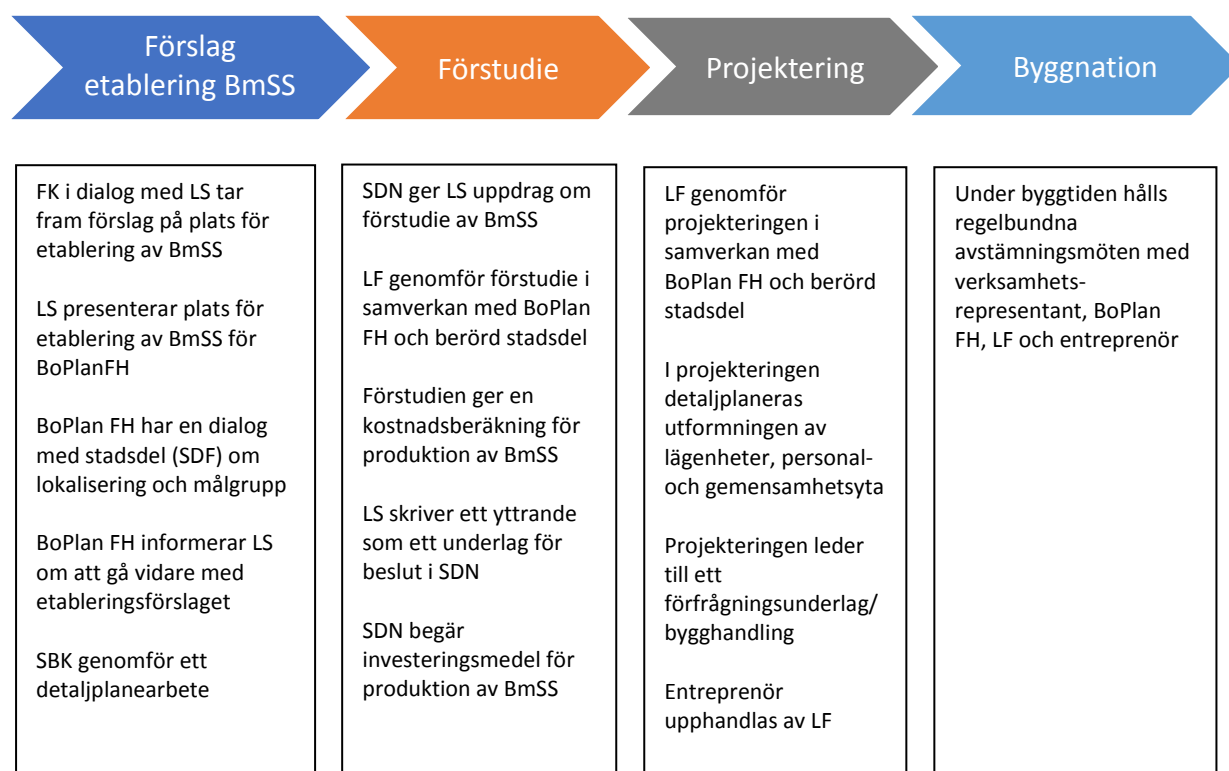 Förslag
etablering BmSS
Förstudie
Projektering
Byggnation
FK i dialog med LS tar
fram förslag på plats för
etablering av BmSS
LS presenterar plats för
etablering av BmSS för
BoPlanFH
BoPlan FH har en dialog
med stadsdel (SDF) om
lokalisering och målgrupp
BoPlan FH informerar LS
om att gå vidare med
etableringsförslaget
SBK genomför ett
detaljplanearbete
SDN ger LS uppdrag om
förstudie av BmSS
LF genomför förstudie i
samverkan med BoPlan
FH och berörd stadsdel
Förstudien ger en
kostnadsberäkning för
produktion av BmSS
LS skriver ett yttrande
som ett underlag för
beslut i SDN
SDN begär
investeringsmedel för
produktion av BmSS
LF genomför
projekteringen i
samverkan med
BoPlan FH och berörd
stadsdel
I projekteringen
detaljplaneras
utformningen av
lägenheter, personal-
och gemensamhetsyta
Projekteringen leder
till ett
förfrågningsunderlag/
bygghandling
Entreprenör
upphandlas av LF
Under byggtiden hålls
regelbundna
avstämningsmöten med
verksamhets-
representant, BoPlan
FH, LF och entreprenör